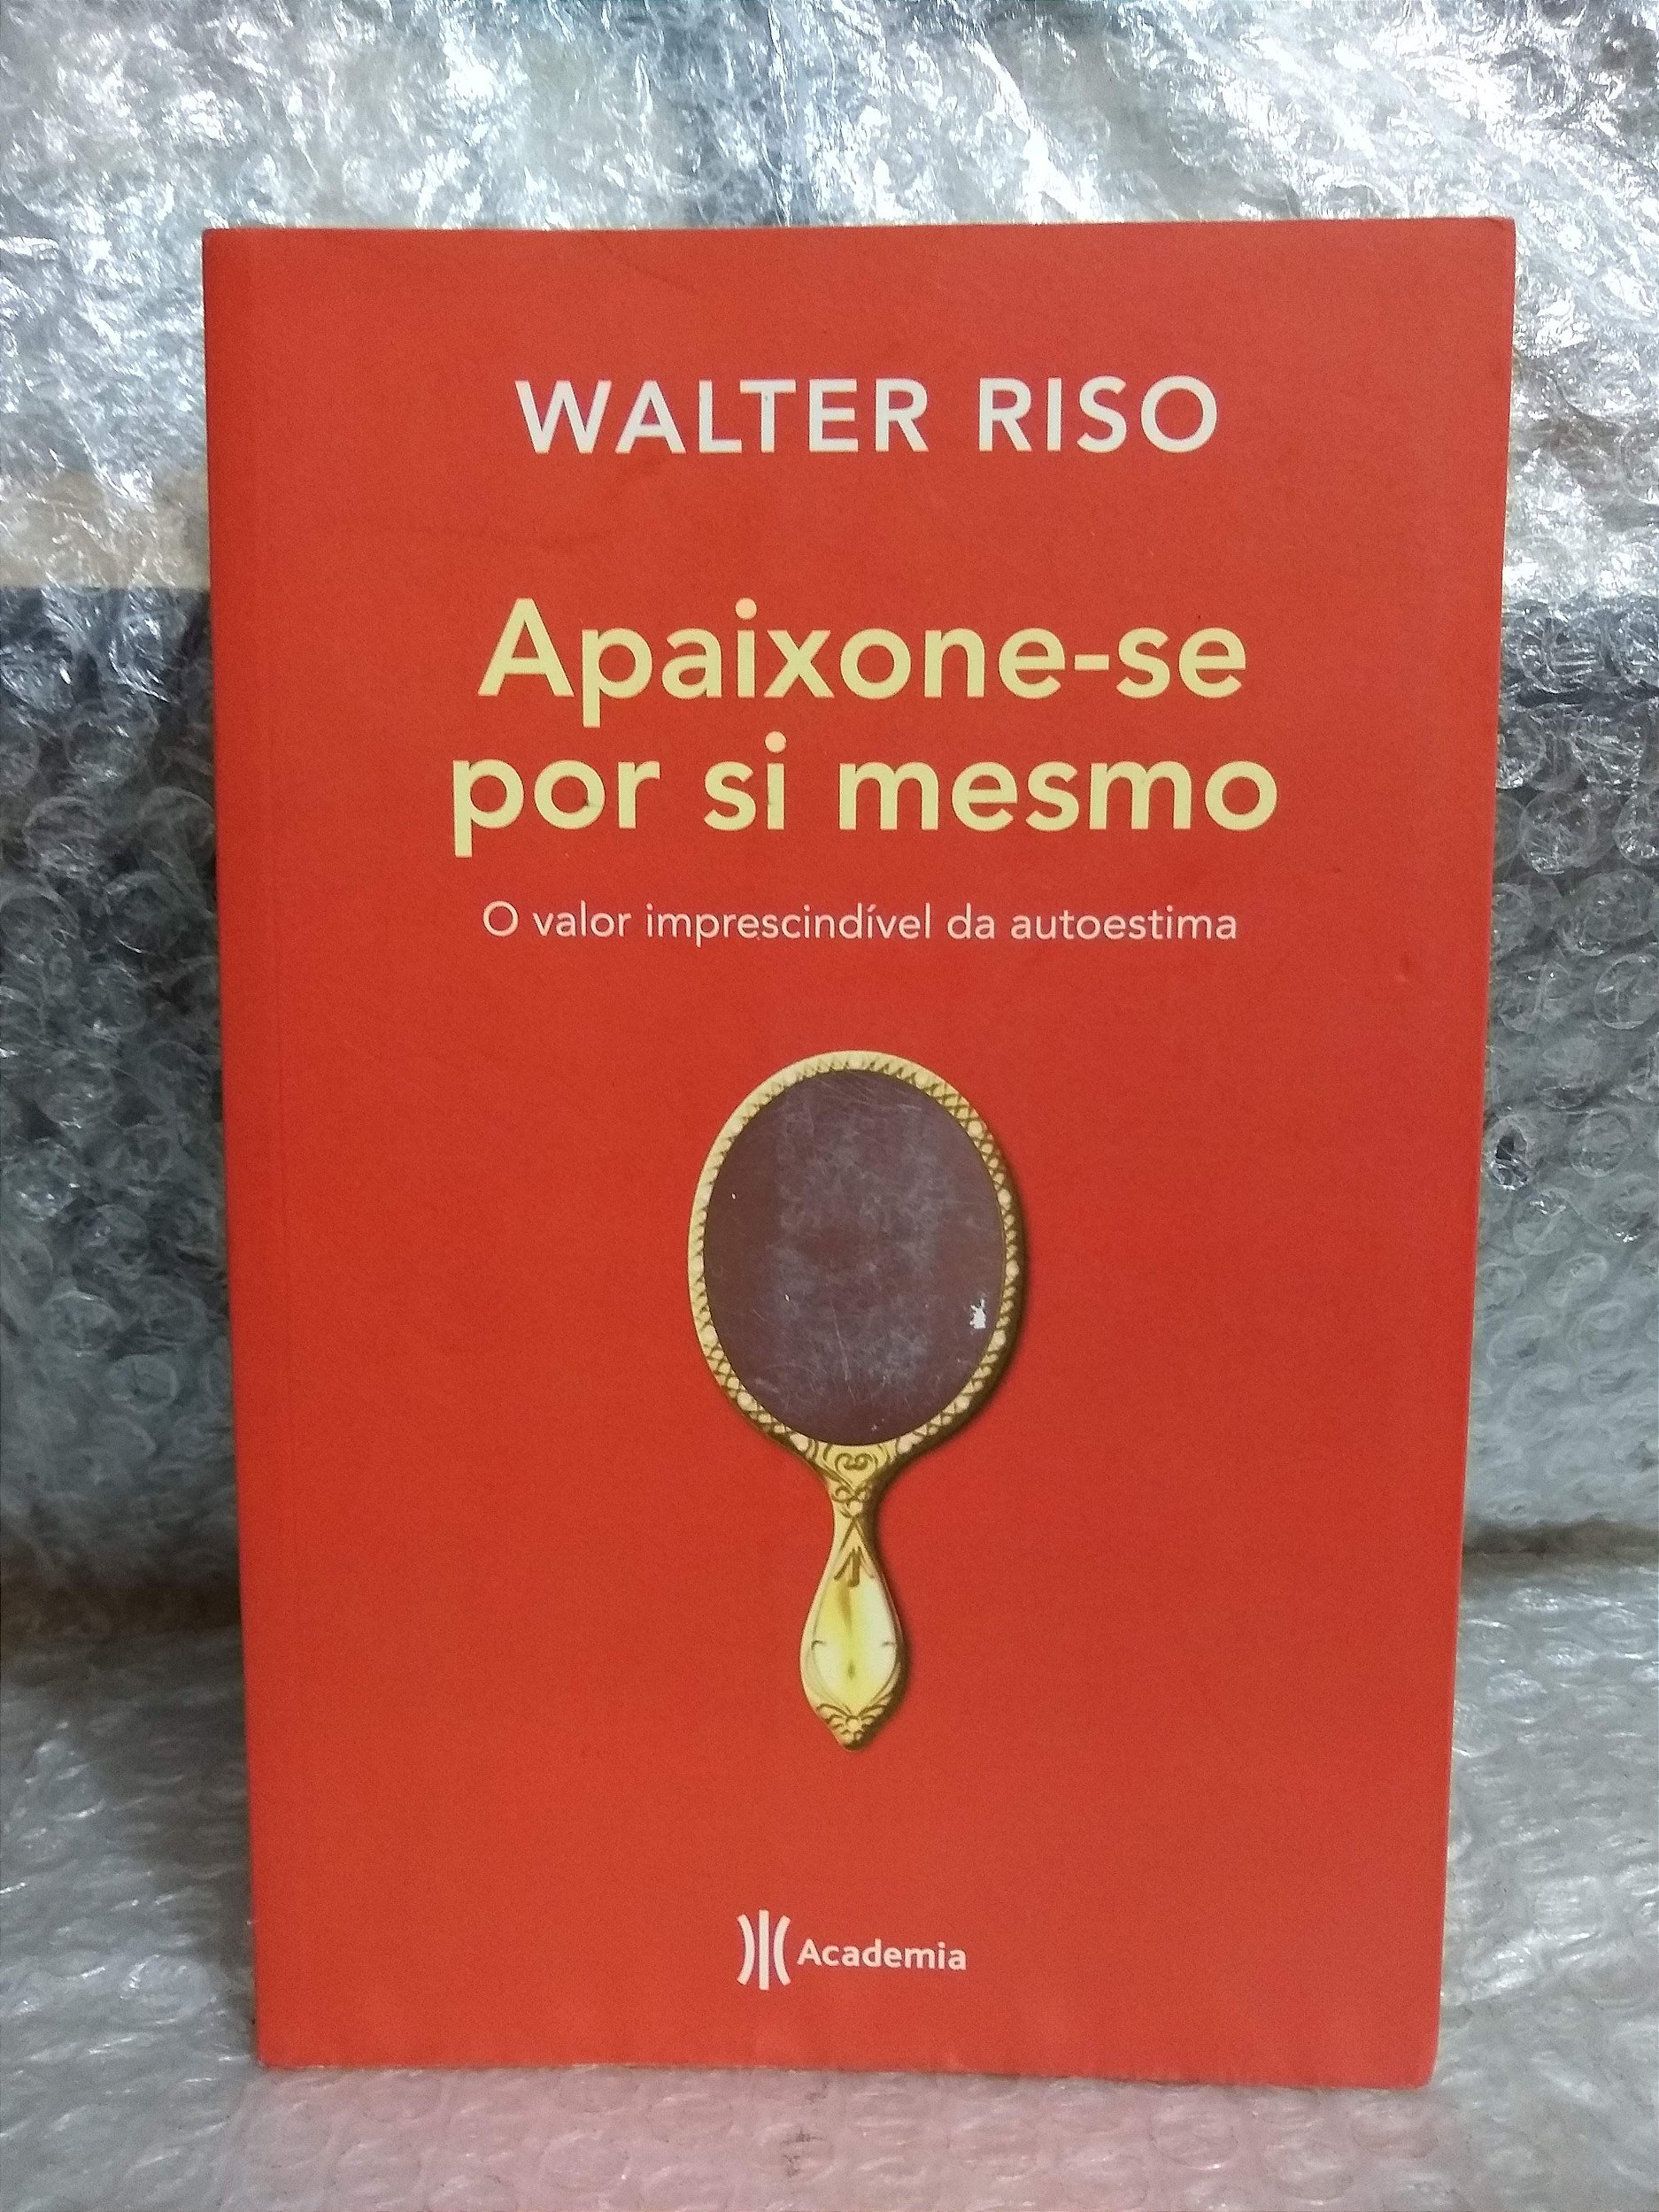 WALTER RISO
Apaixone-se
por si mesmo
O valor imprescindível da autoestima
Academia